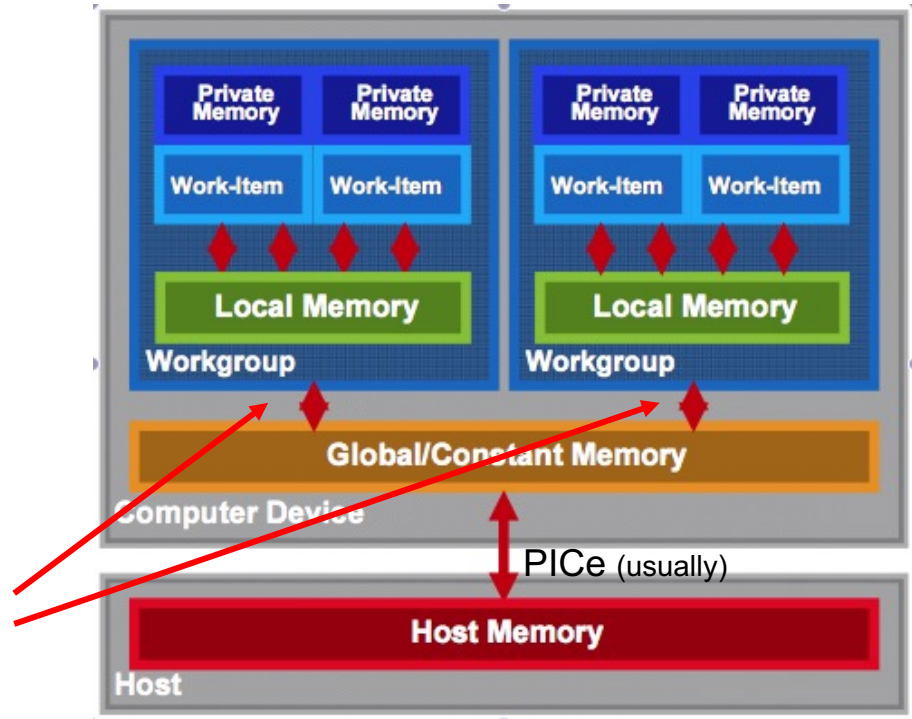 Private Memory
Private Memory
Private Memory
Private Memory
Work-Item
Work-Item
Work-Item
Work-Item
Local Memory
Local Memory
Workgroup
Workgroup
Global/Constant Memory
Computer Device
PICe (usually)
Host Memory
Host